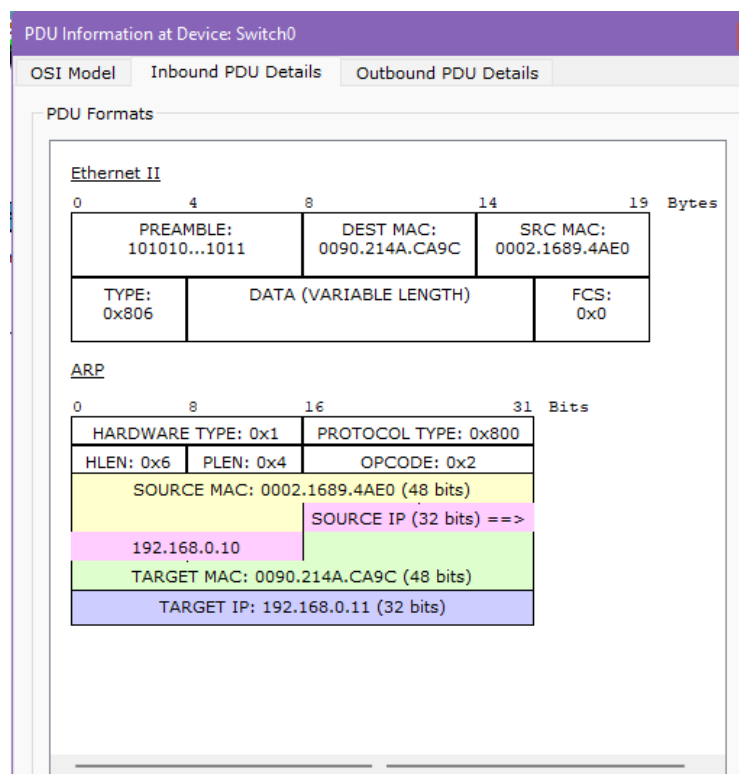 PDU Information at Device: Switch0
OSI Model Inbound PDU Details Outbound PDU Details
PDU Formats
Ethernet II
0 4 8 14 19 Bytes
PREAMBLE: DEST MAC: SRC MAC:
101010...1011 0090.214A.CA9C 0002.1689.4AE0
TYPE: DATA (VARIABLE LENGTH) FCS:
0x806 0x0
ARP
0 8 16 31 Bits
HARDWARE TYPE: 0x1 PROTOCOL TYPE: 0x800
HLEN: 0x6 PLEN: 0x4 OPCODE: 0x2
SOURCE MAC: 0002.1689.4AE0 (48 bits)
SOURCE IP (32 bits) ==>
192.168.0.10
TARGET MAC: 0090.214A.CA9C (48 bits)
TARGET IP: 192.168.0.11 (32 bits)